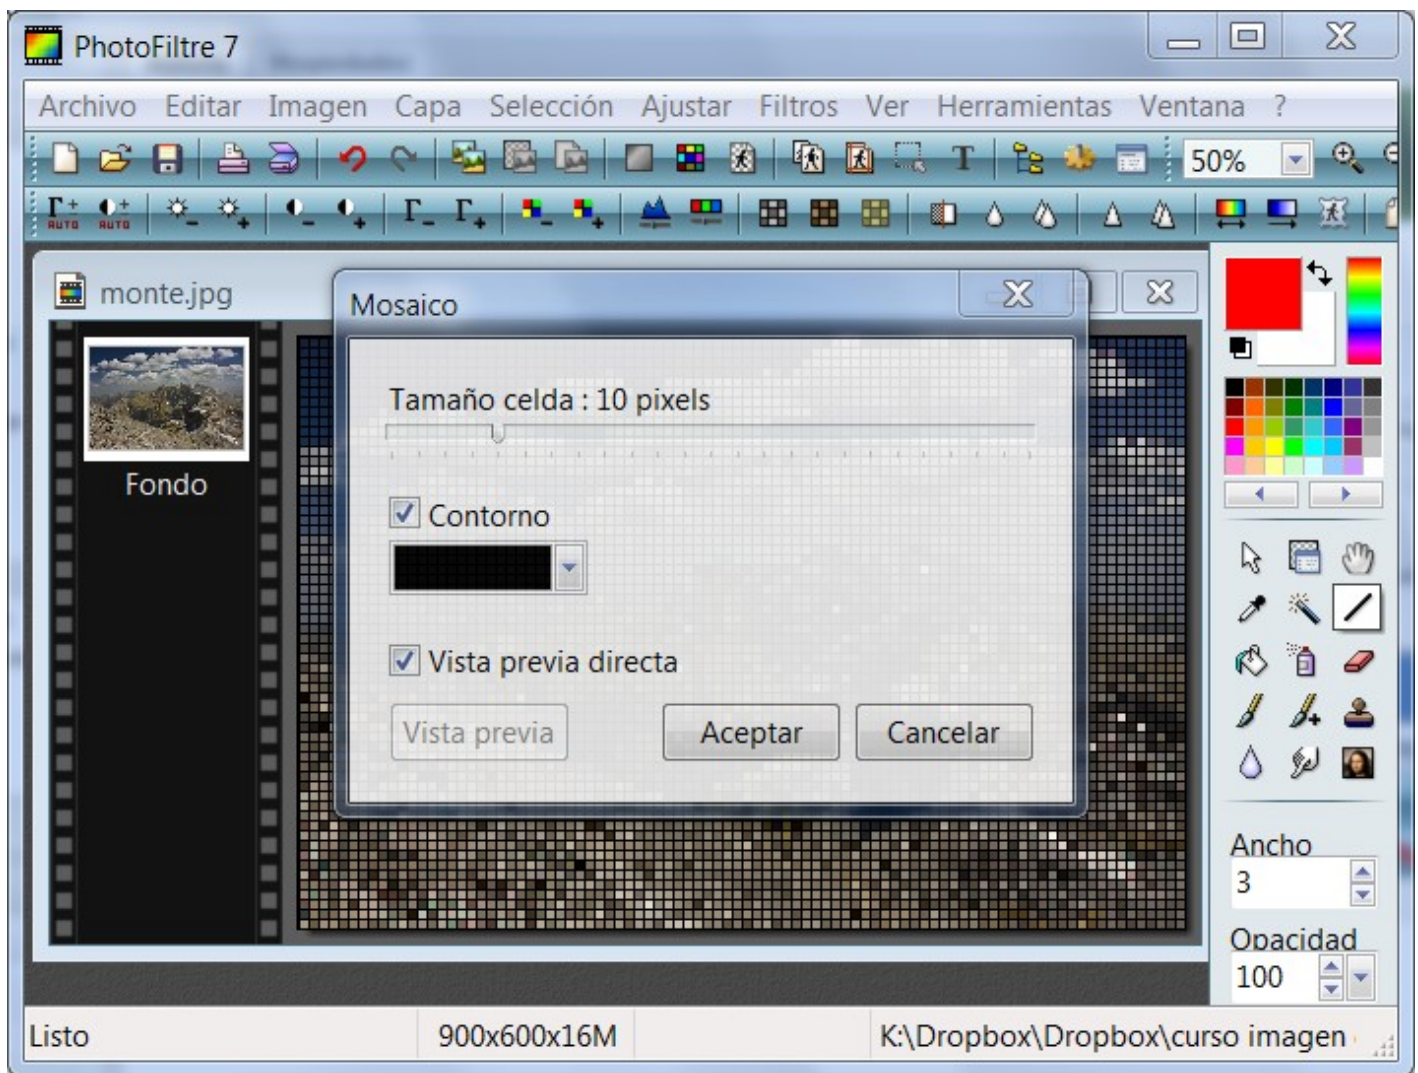 PhotoFiltre 7
Archivo Editar Imagen Capa Selección Ajustar Filtros Ver Herramientas Ventana ?
T 50%
AUTO AUTO
monte.jpg
Mosaico
Tamaño celda : 10 pixels
Fondo
Contorno
Vista previa directa
Vista previa Aceptar Cancelar
Ancho
3
Opacidad
100
Listo 900x600x16M K:\Dropbox\Dropbox\curso imagen